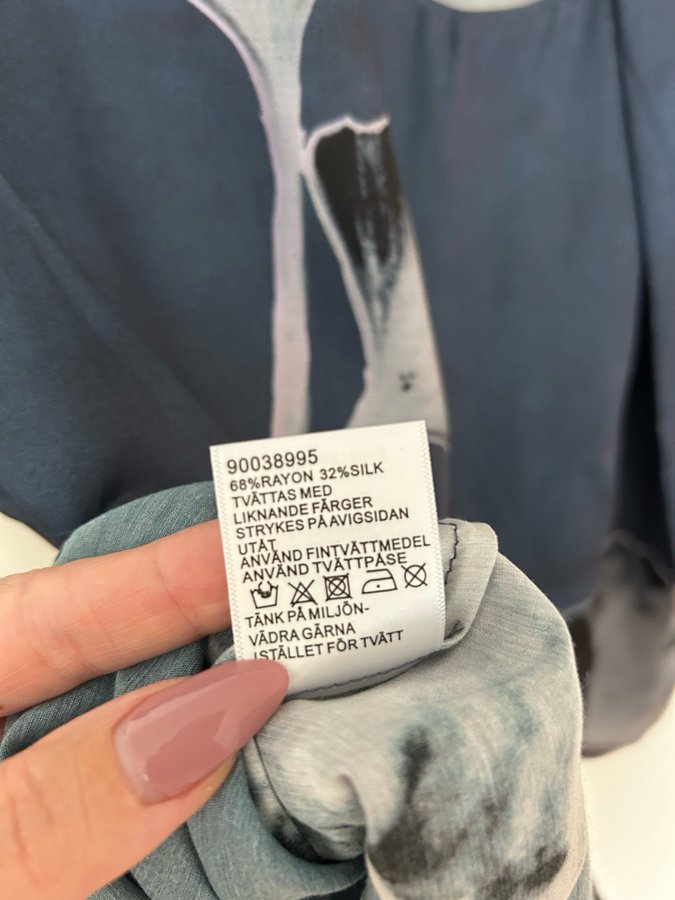 90038995
68%RAYON 32%SILK
TVÄTTAS MED
LIKNANDE FÄRGER
STRYKES PÅ AVIGSIDAN
UTÅT
ANVÄND FINTVÄTTMEDEL
ANVÄND TVÄTTPÅSE
TÄNK PÅ MILJÖN-
VÄDRA GÄRNA
ISTÄLLET FÖR TVÄTT